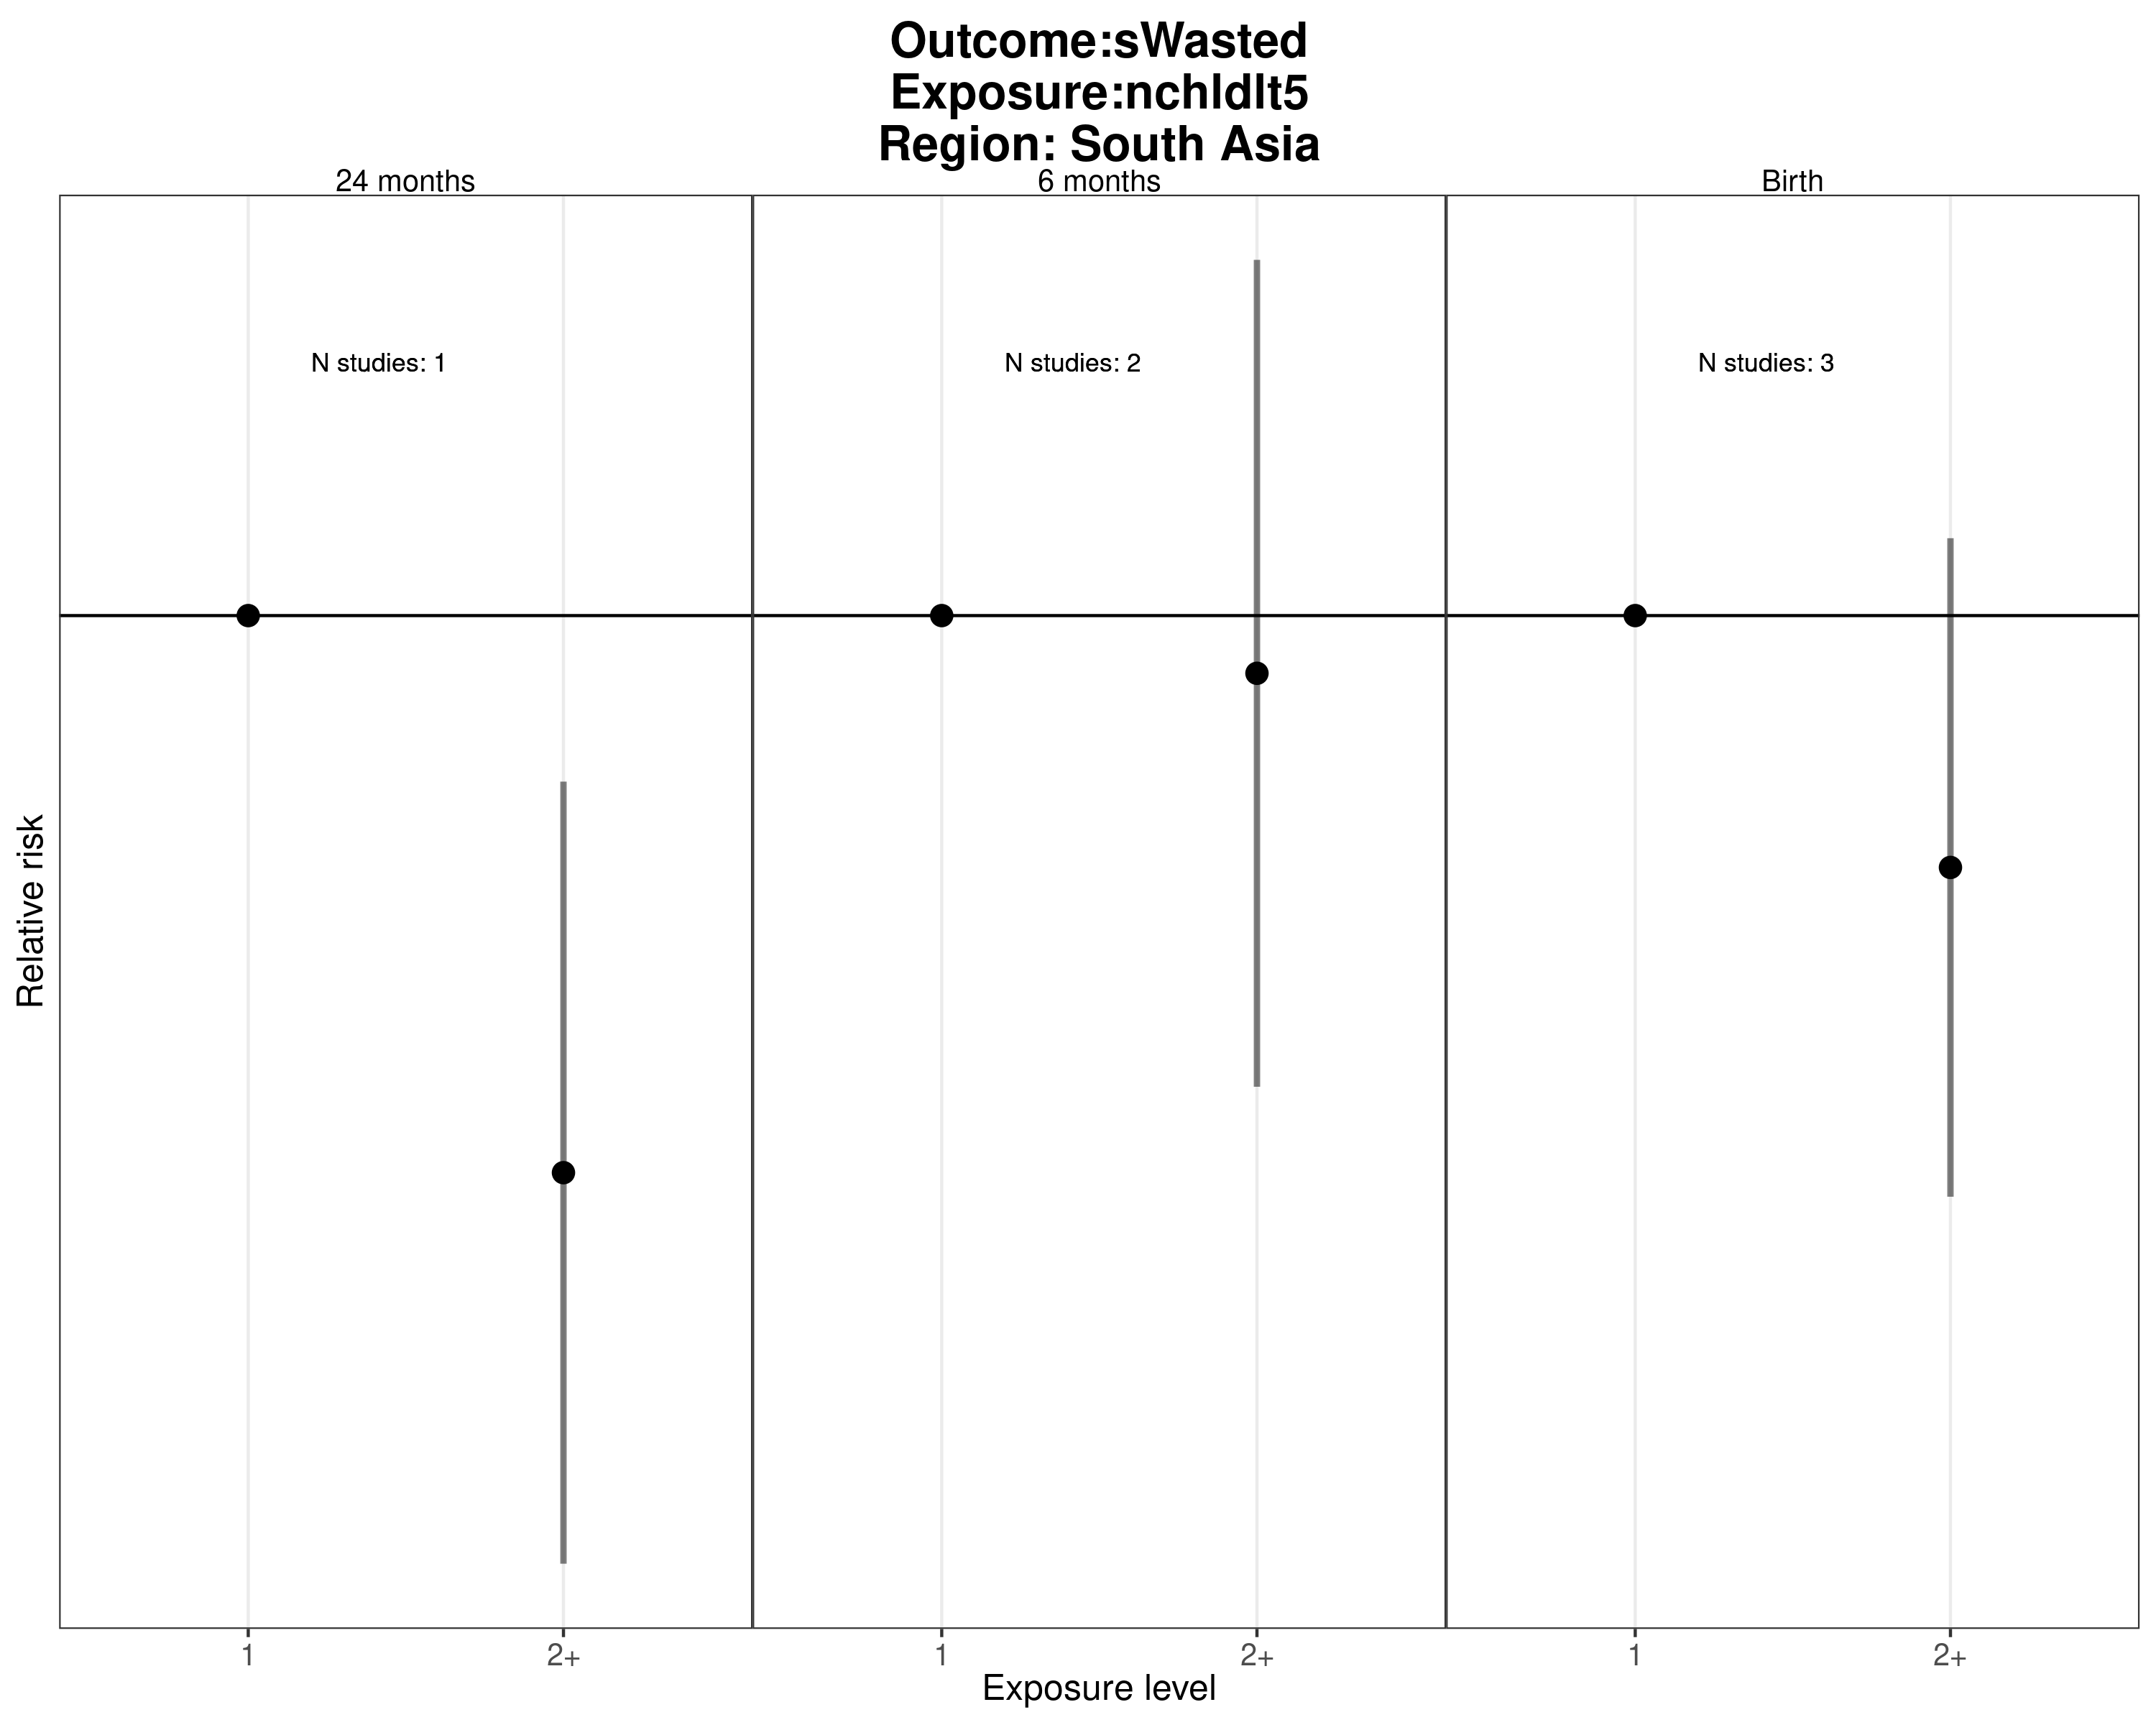 Outcome:sWasted
Exposure:nchldlt5
Region: South Asia
24 months
6 months
Birth
N studies: 1
N studies: 2
N studies: 3
Relative risk
1
2+
1
2+
1
2+
Exposure level